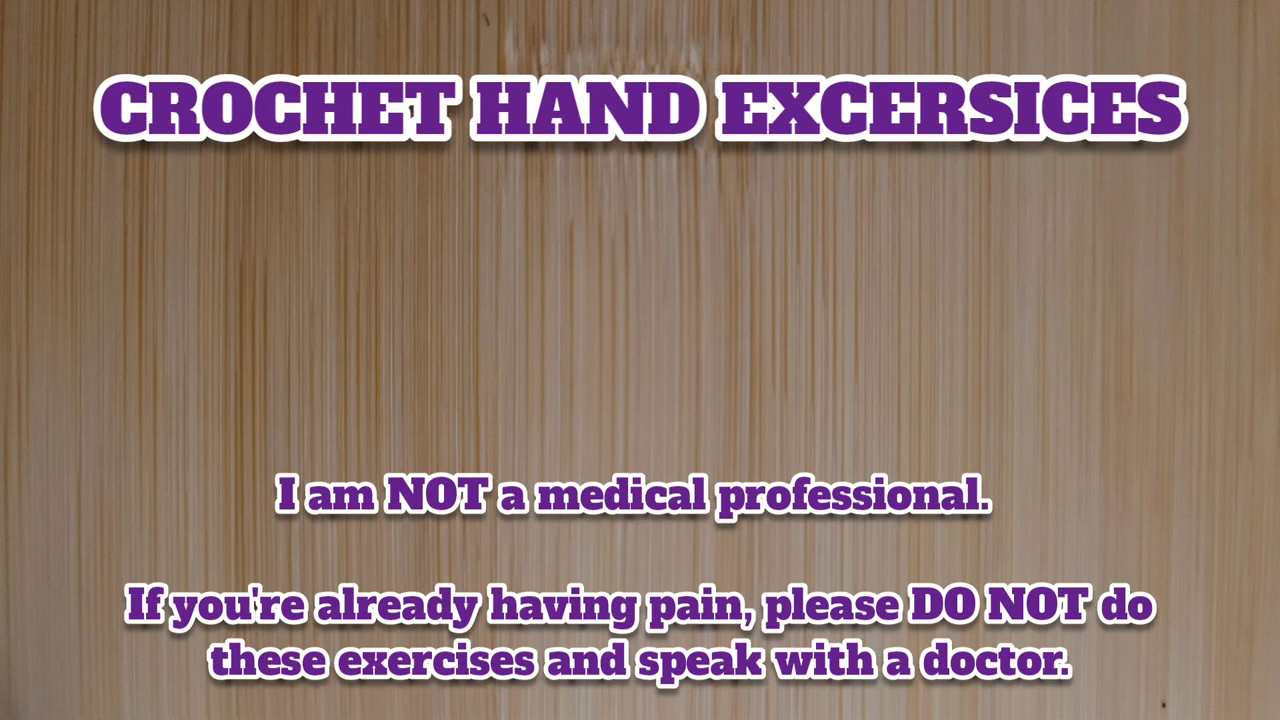 CROCHET HAND EXCERSICES
I am NOT a medical professional.
If you're already having pain, please DO NOT do
these exercises and speak with a doctor.